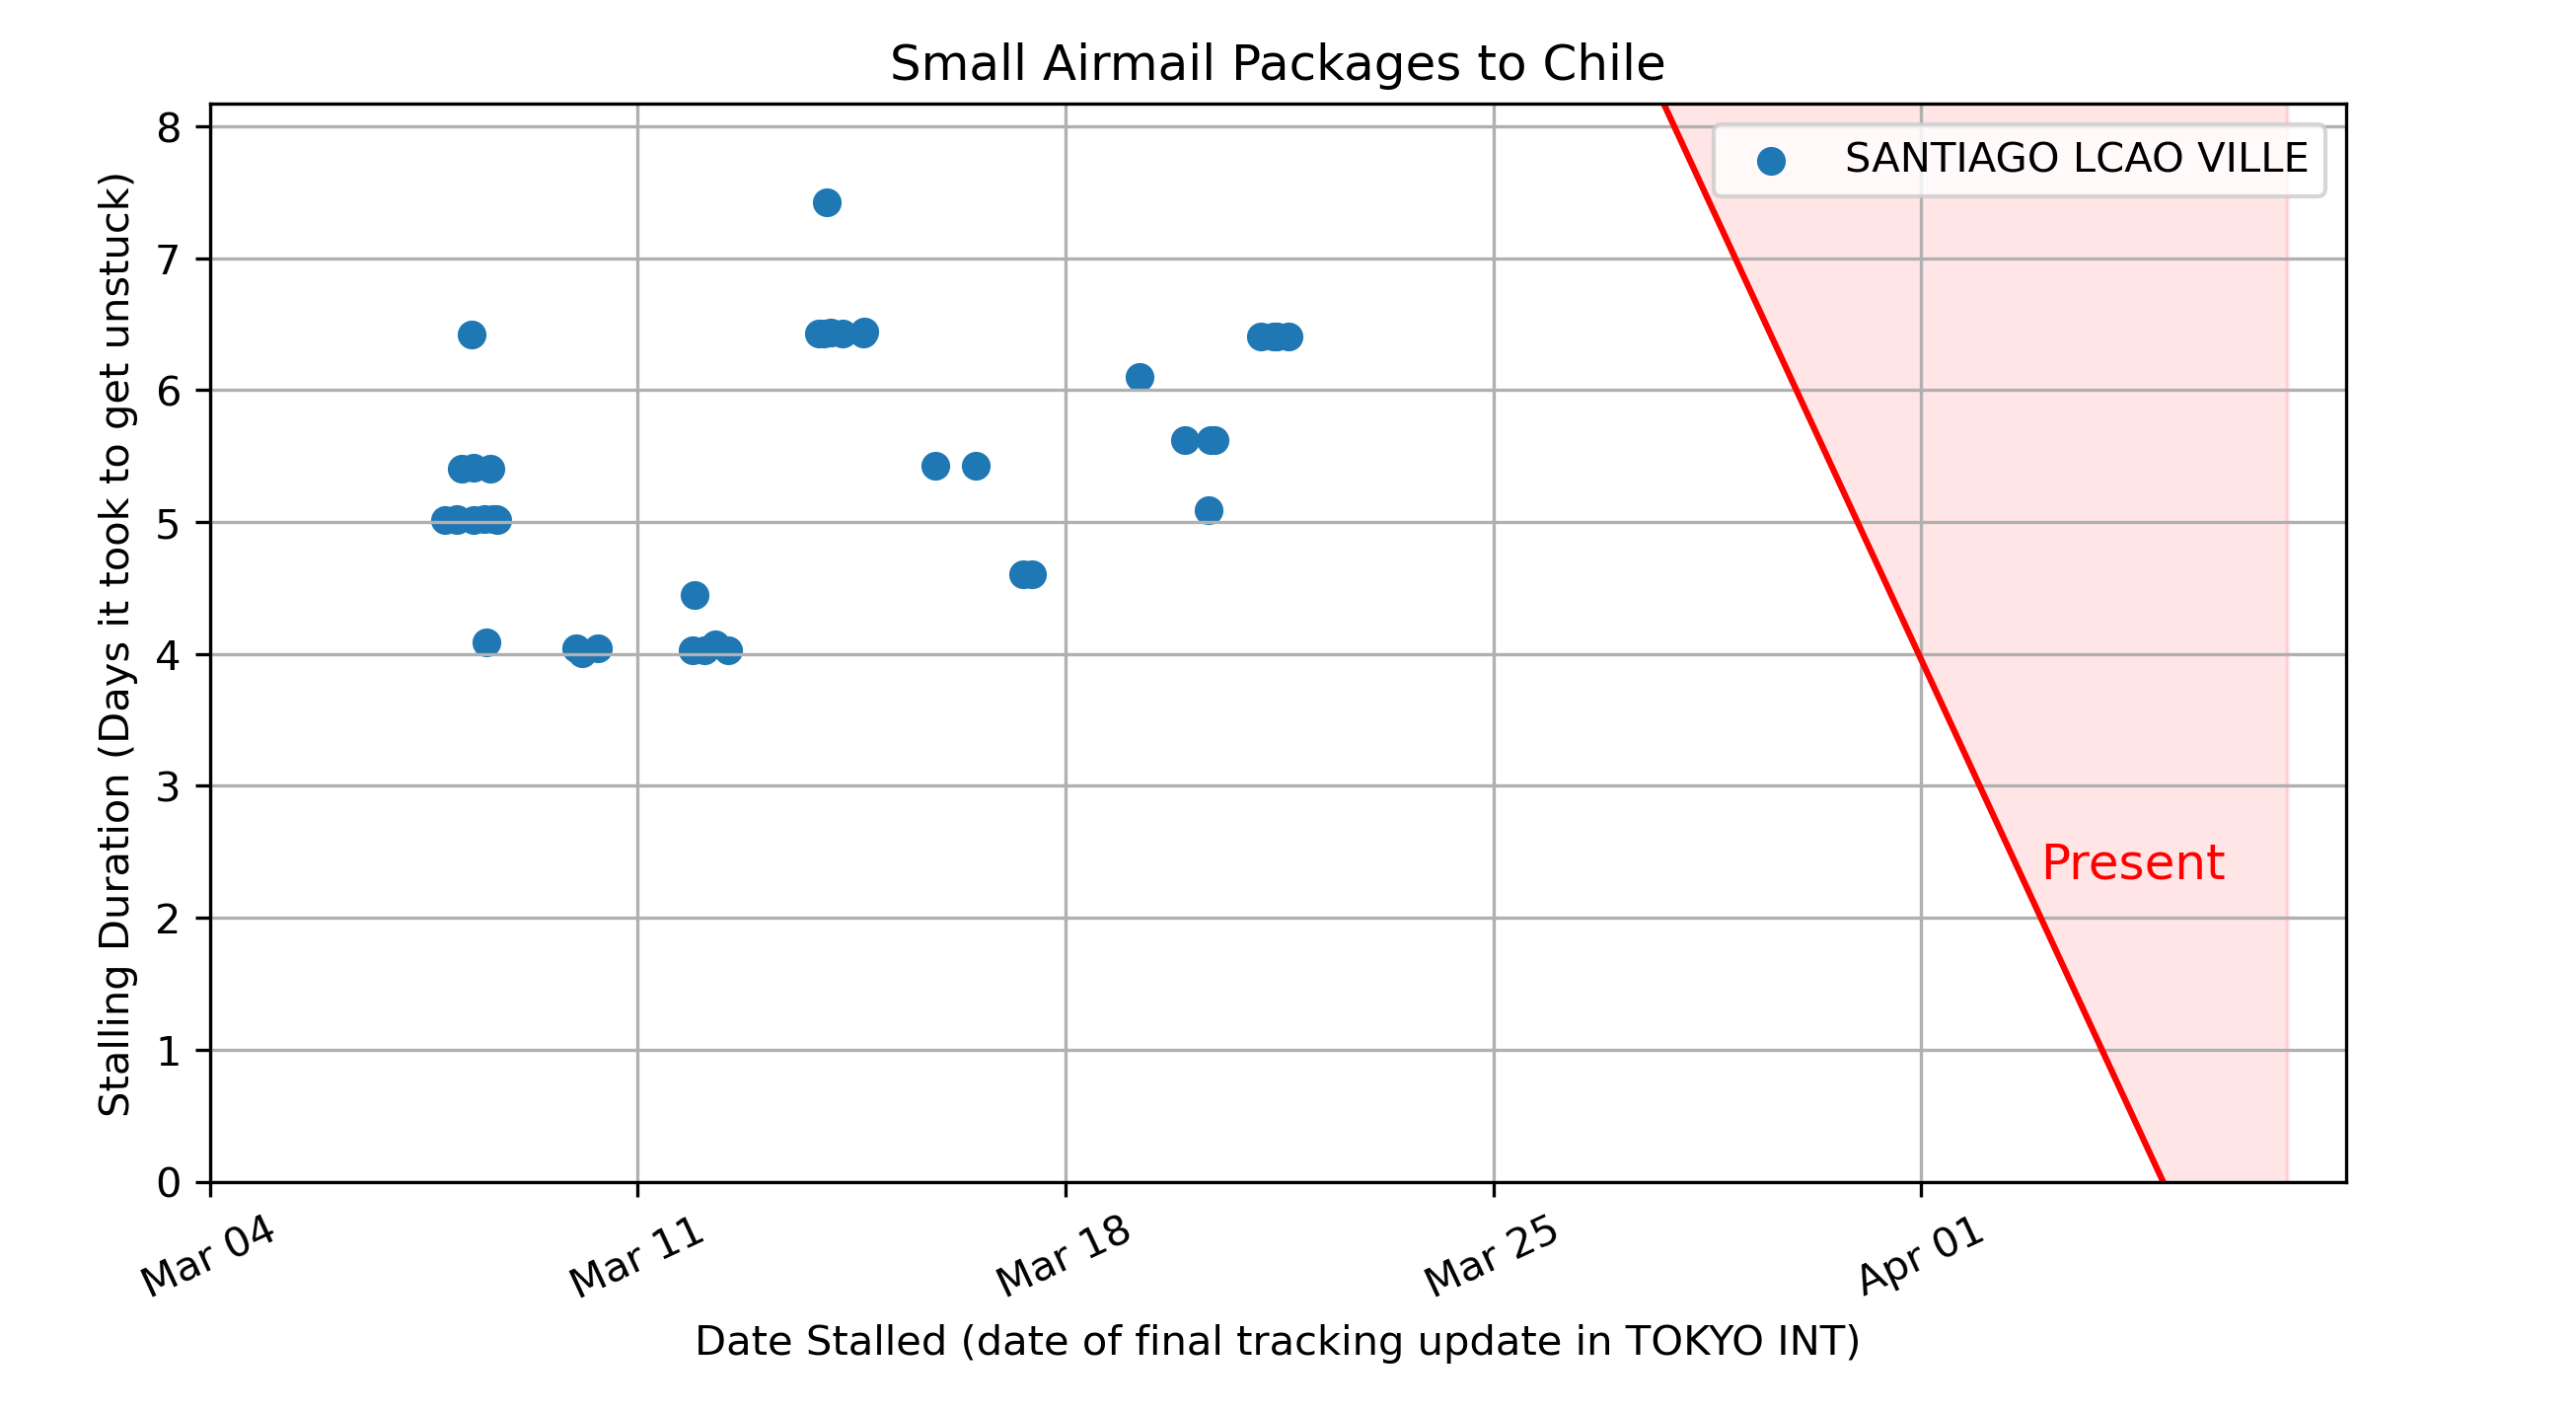 Small Airmail Packages to Chile
SANTIAGO LCAO VILLE
Stalling Duration (Days it took to get unstuck)
8
7
6
5
4
3
2
1
0
Present
Mar 04
Mar 11
Mar 18
Mar 25
Apr 01
Date Stalled (date of final tracking update in TOKYO INT)